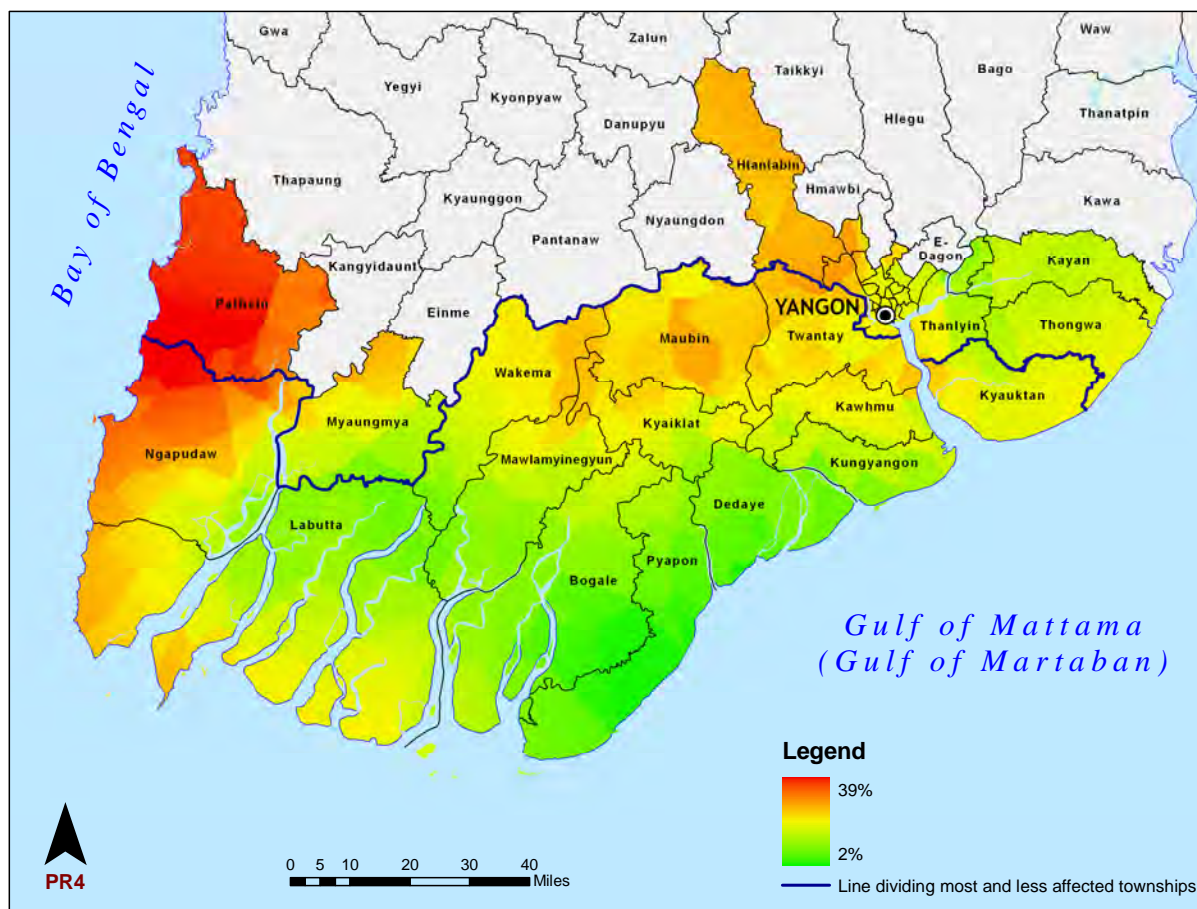 Gwa
Zalun
Waw
Yegyi
Kyonpyaw
Taikkyi
Bago
Danupyu
Hlegu
Thanatpin
Bay of Bengal
Thapaung
Hlanlabin
Hmawbi
Kyaunggon
Nyaungdon
Kawa
Pantanaw
E-
Dagon
Kangyidaunt
Kayan
Pathein
Einme
YANGON
Thanlyin
Thongwa
Maubin
Twantay
Wakema
Kyauktan
Kawhmu
Myaungmya
Kyaiklat
Ngapudaw
Mawlamyinegyun
Kungyangon
Dedaye
Labutta
Pyapon
Bogale
Gulf of Mattama
(Gulf of Martaban)
Legend
39%
2%
Line dividing most and less affected townships
PR4
0 5 10 20 30 40
Miles